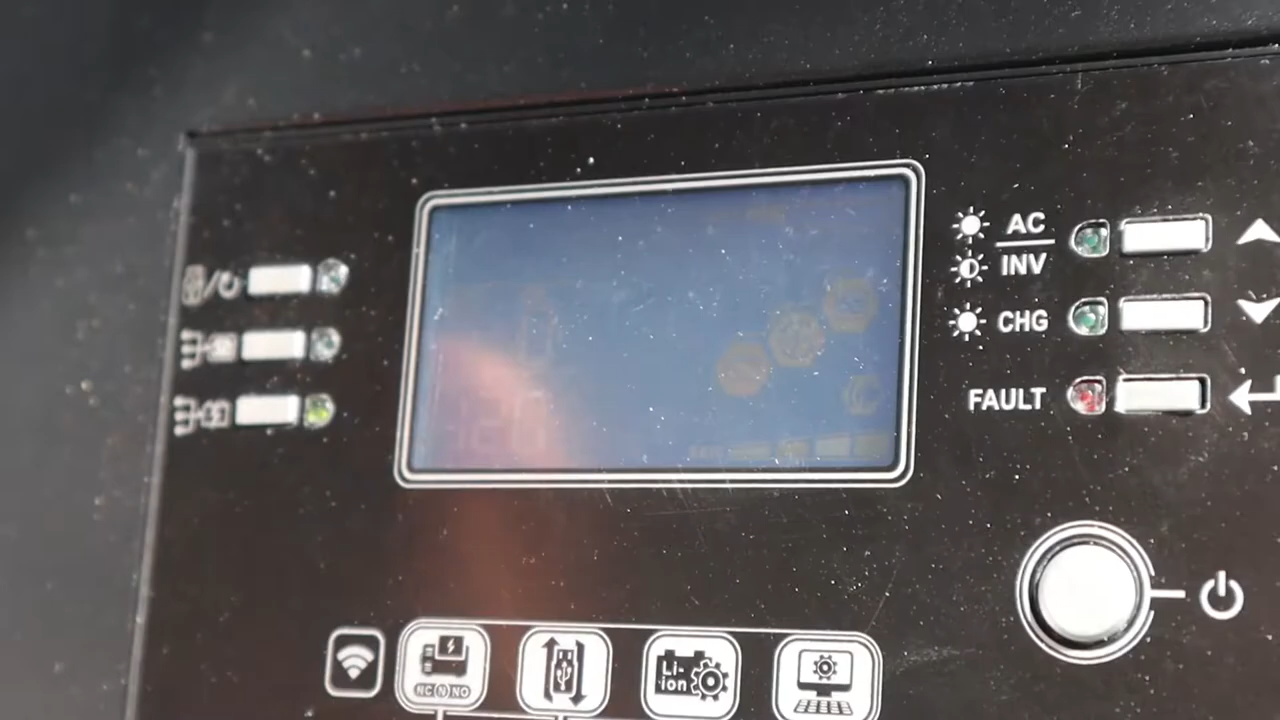 AC
INV
CHG
FAULT
NC N NO
Li-
ion